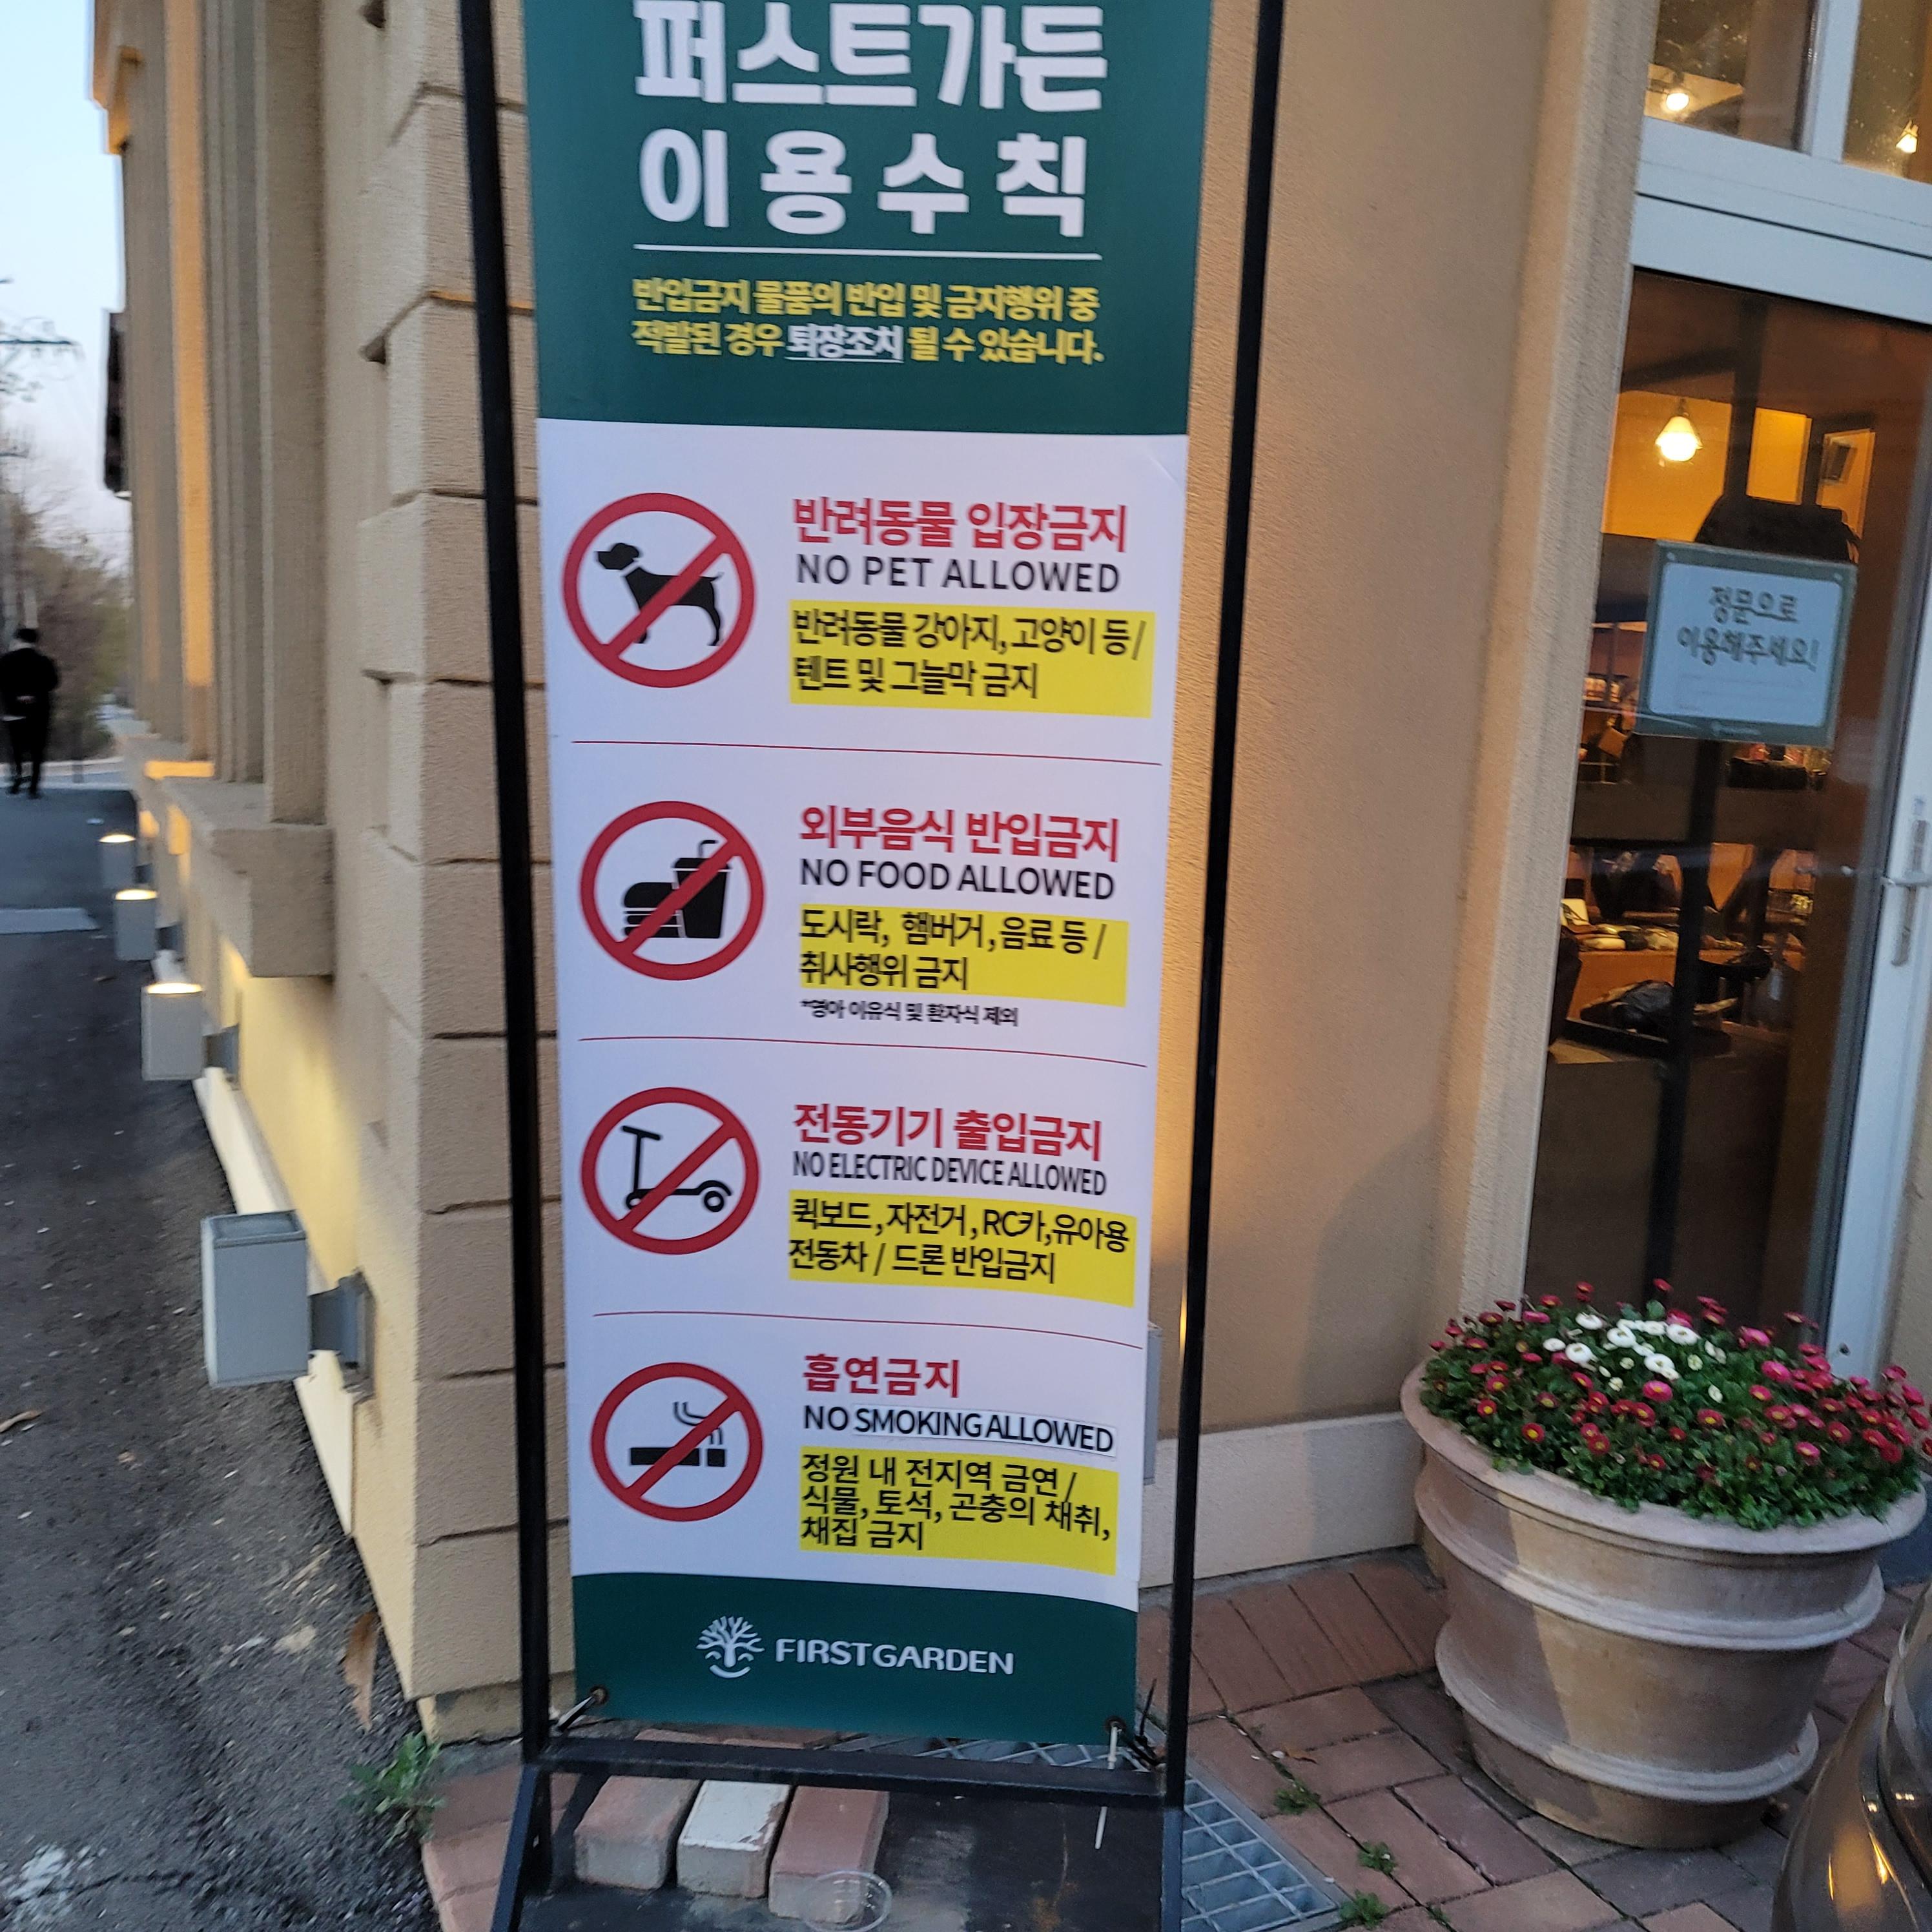 퍼스트가든
이용수칙
반입금지 물품의 반입 및 금지행위 중
적발된 경우 퇴장조치 될 수 있습니다.
반려동물 입장금지
NO PET ALLOWED
반려동물 강아지, 고양이 등 /
텐트 및 그늘막 금지
외부음식 반입금지
NO FOOD ALLOWED
도시락, 햄버거, 음료 등 /
취사행위 금지
*영아 이유식 및 환자식 제외
전동기기 출입금지
NO ELECTRIC DEVICE ALLOWED
퀵보드, 자전거, RC카, 유아용
전동차 / 드론 반입금지
흡연금지
NO SMOKING ALLOWED
정원 내 전지역 금연 /
식물, 토석, 곤충의 채취,
채집 금지
FIRST GARDEN
정문으로
이용해주세요!